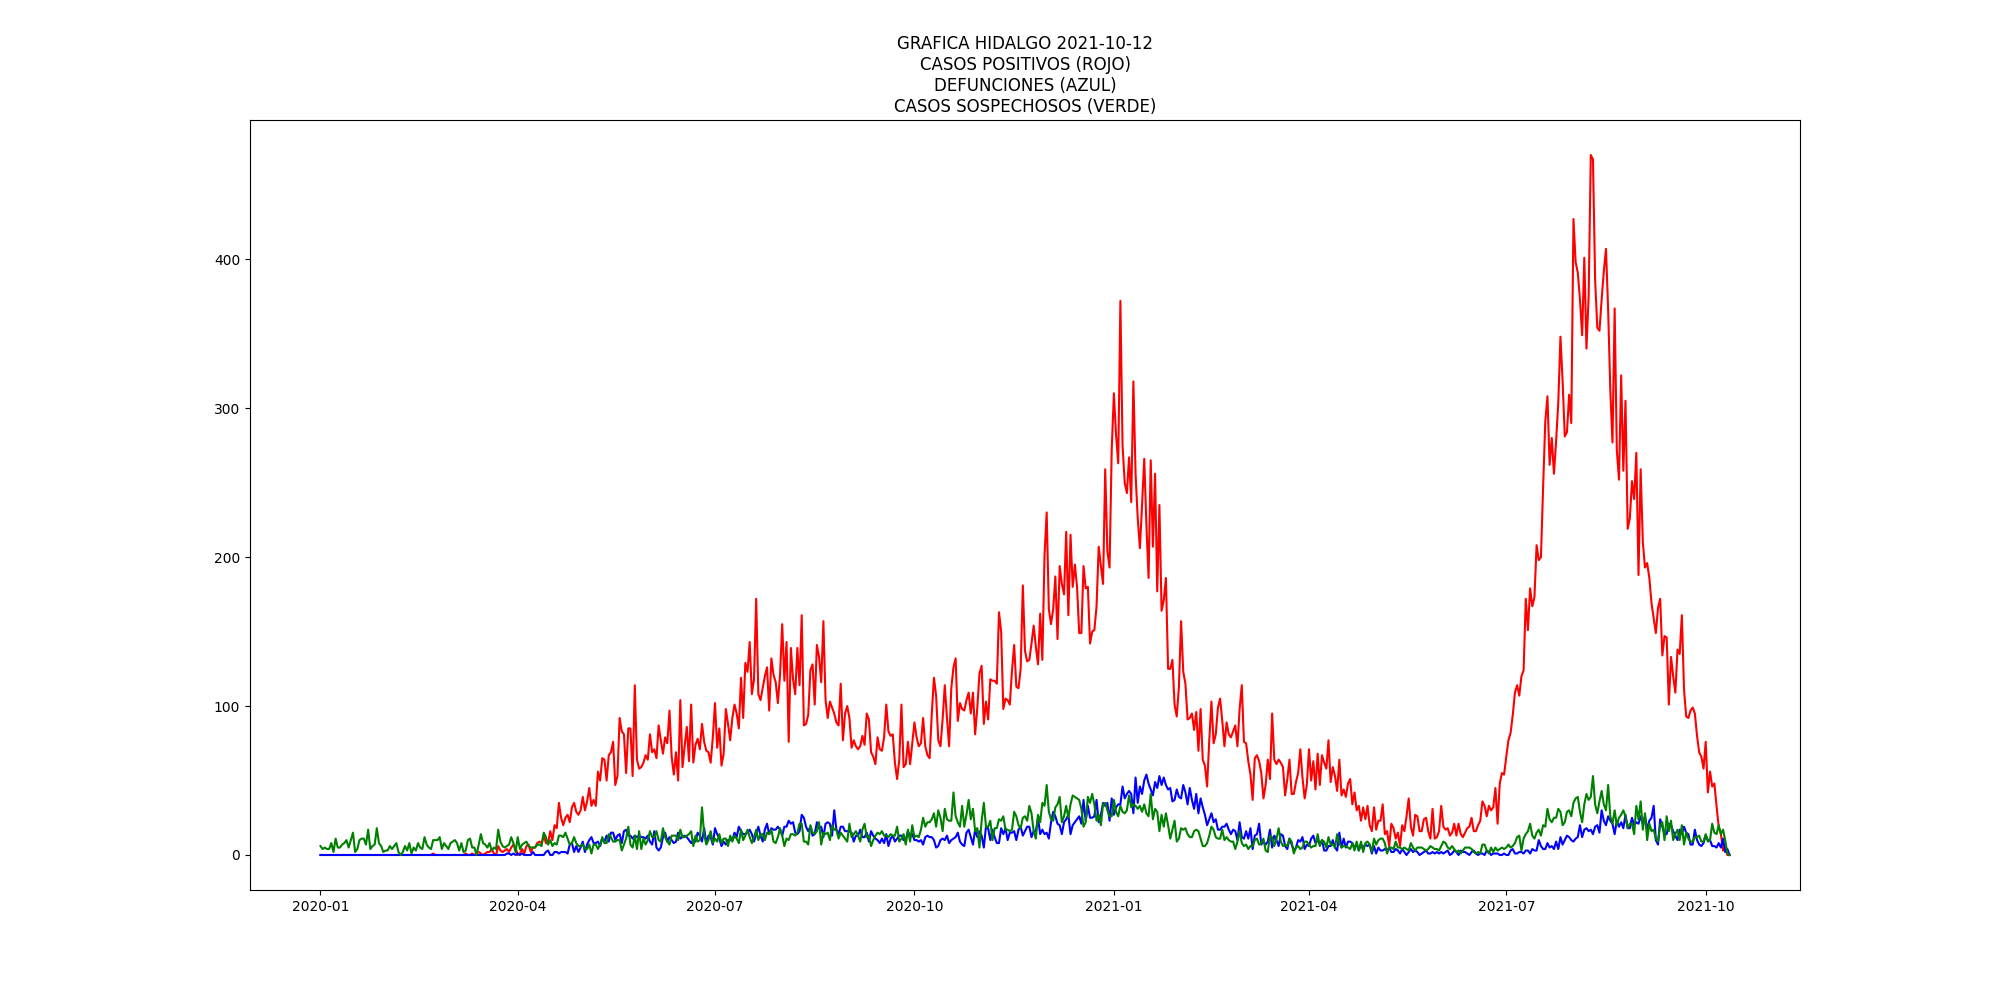 GRAFICA HIDALGO 2021-10-12
CASOS POSITIVOS (ROJO)
DEFUNCIONES (AZUL)
CASOS SOSPECHOSOS (VERDE)
400
300
200
100
0
2020-01 2020-04 2020-07 2020-10 2021-01 2021-04 2021-07 2021-10